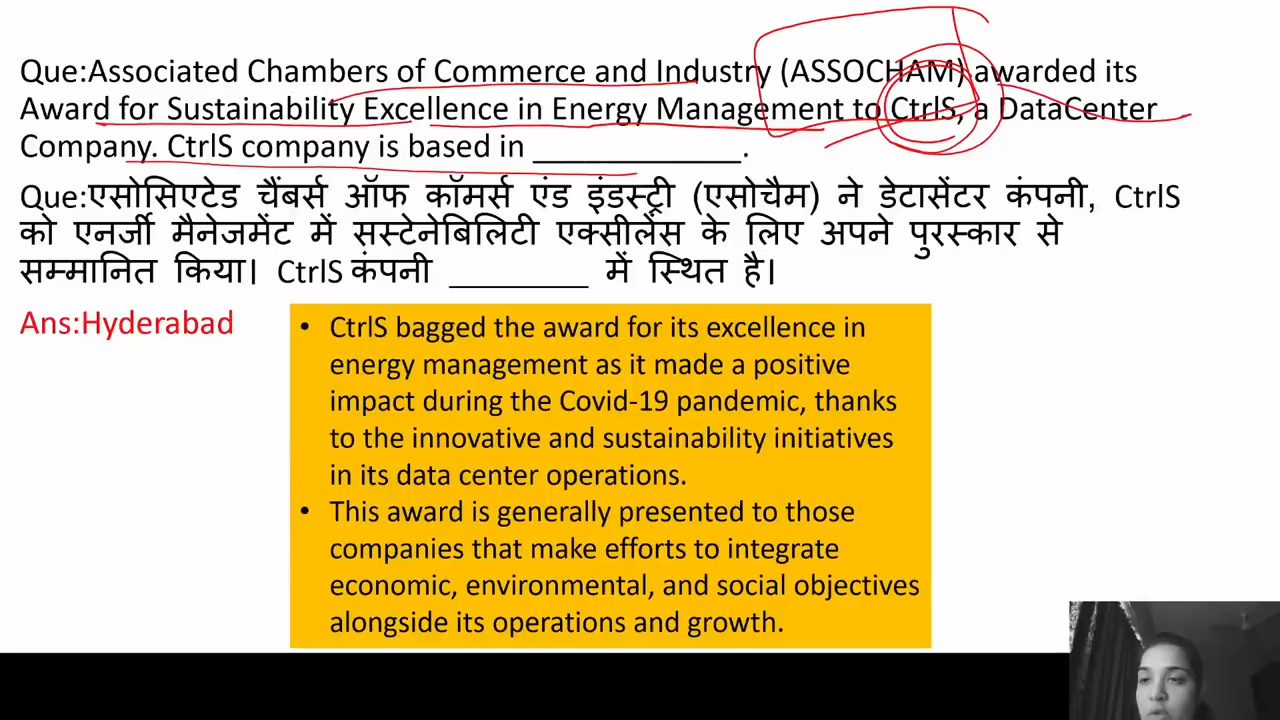 Que:Associated Chambers of Commerce and Industry (ASSOCHAM) awarded its
Award for Sustainability Excellence in Energy Management to CtrlS, a DataCenter
Company. CtrlS company is based in _____________.
Que:एसोसिएटेड चैंबर्स ऑफ कॉमर्स एंड इंडस्ट्री (एसोचैम) ने डेटासेंटर कंपनी, CtrlS
को एनर्जी मैनेजमेंट में सस्टेनेबिलिटी एक्सीलेंस के लिए अपने पुरस्कार से
सम्मानित किया। CtrlS कंपनी _________ में स्थित है।
Ans:Hyderabad
• CtrlS bagged the award for its excellence in
energy management as it made a positive
impact during the Covid-19 pandemic, thanks
to the innovative and sustainability initiatives
in its data center operations.
• This award is generally presented to those
companies that make efforts to integrate
economic, environmental, and social objectives
alongside its operations and growth.